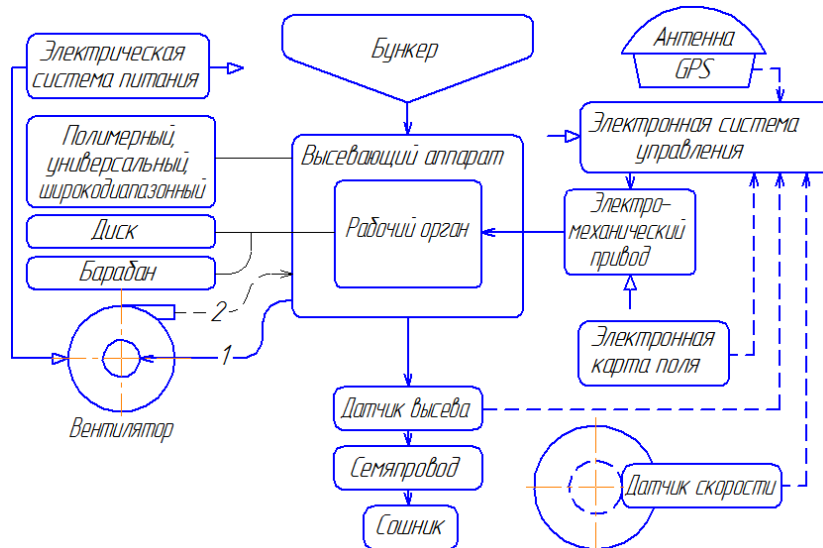 Электрическая
система питания
Бункер
Антенна
GPS
Полимерный,
универсальный,
широкодиапазонный
Высевающий аппарат
Электронная система
управления
Диск
Рабочий орган
Электро-
механический
привод
Барабан
2
1
Вентилятор
Электронная
карта поля
Датчик высева
Семяпровод
Датчик скорости
Сошник